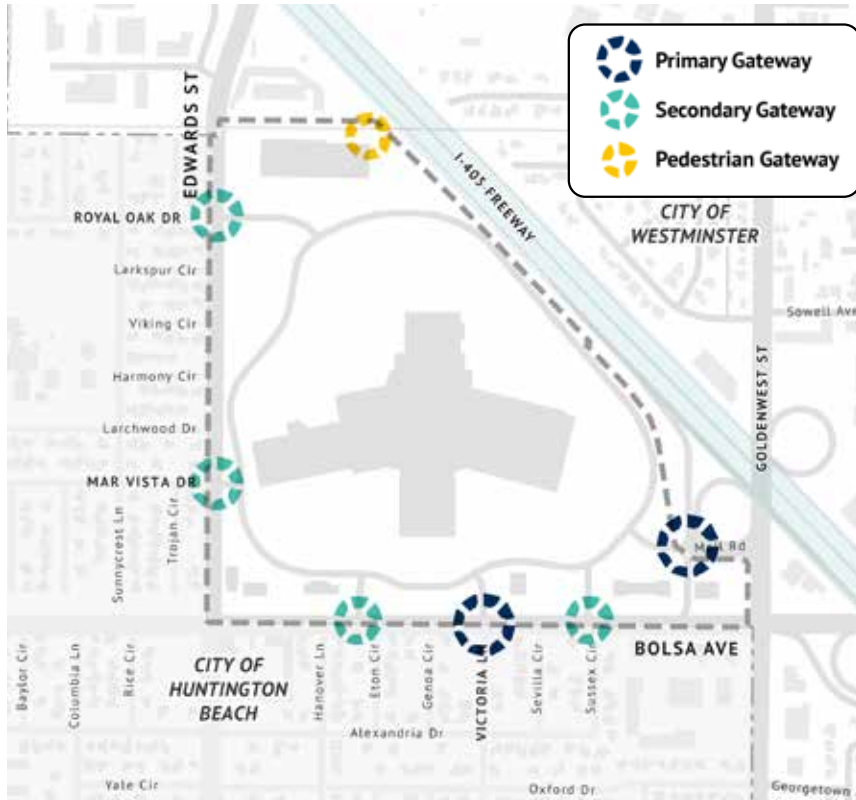 Primary Gateway
Secondary Gateway
Pedestrian Gateway
EDWARDS ST
I-405 FREEWAY
CITY OF
WESTMINSTER
ROYAL OAK DR
Larkspur Cir
Viking Cir
Harmony Cir
Larchwood Dr
MAR VISTA DR
Sunnycrest Ln
Trojan Cir
Sowell Ave
GOLDENWEST ST
Mall Rd
BOLSA AVE
CITY OF
HUNTINGTON
BEACH
Baylor Cir
Columbia Ln
Rice Cir
Hanover Ln
Eton Cir
Genoa Cir
VICTORIA LN
Sevilla Cir
Sussex Cir
Alexandria Dr
Yale Cir
Oxford Dr
Georgetown